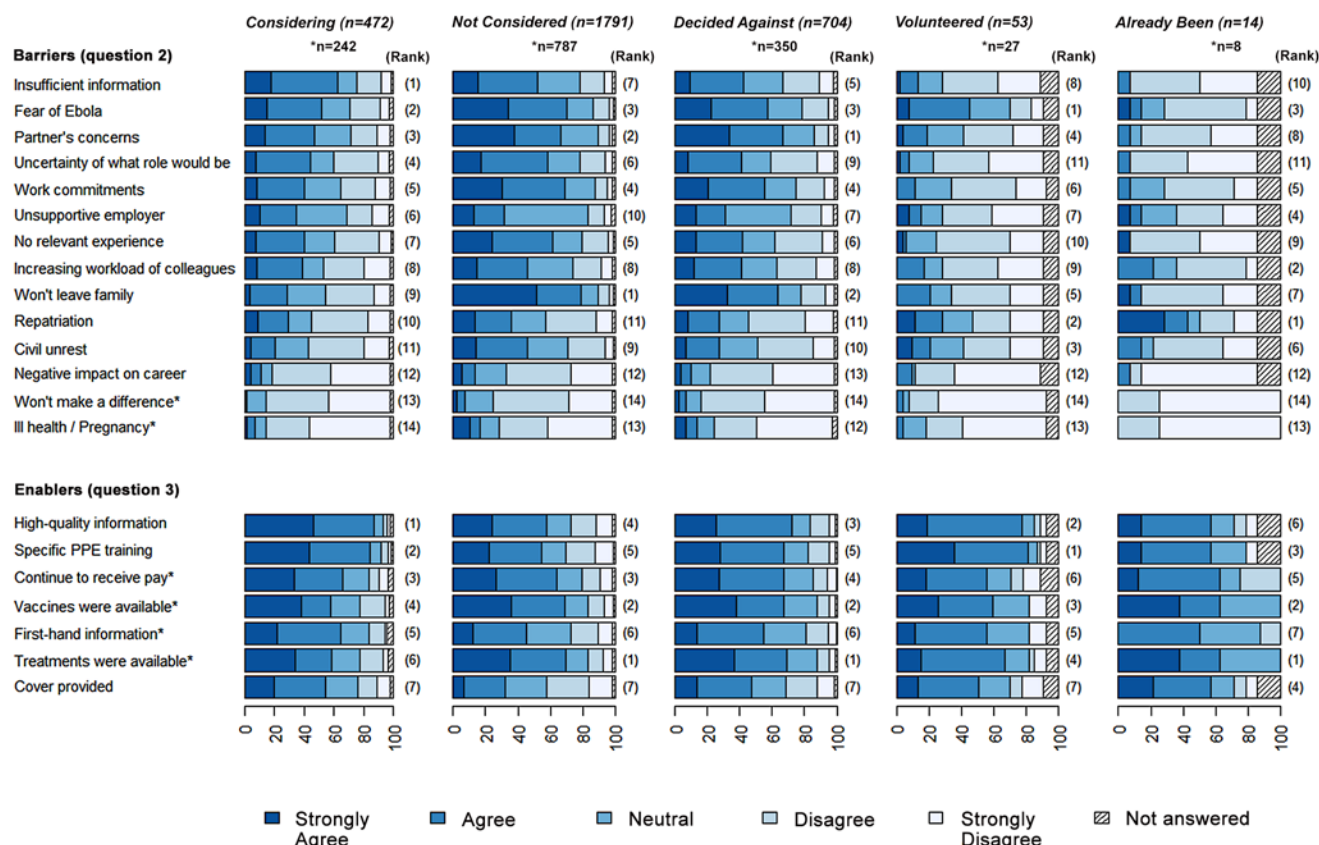 Considering (n=472) Not Considered (n=1791) Decided Against (n=704) Volunteered (n=53) Already Been (n=14)
*n=242 *n=787 *n=350 *n=27 *n=8
Barriers (question 2) (Rank) (Rank) (Rank) (Rank) (Rank)
Insufficient information (1) (7) (5) (8) (10)
Fear of Ebola (2) (3) (3) (1) (3)
Partner's concerns (3) (2) (1) (4) (8)
Uncertainty of what role would be (4) (6) (9) (11) (11)
Work commitments (5) (4) (4) (6) (5)
Unsupportive employer (6) (10) (7) (7) (4)
No relevant experience (7) (5) (6) (10) (9)
Increasing workload of colleagues (8) (8) (8) (9) (2)
Won't leave family (9) (1) (2) (5) (7)
Repatriation (10) (11) (11) (2) (1)
Civil unrest (11) (9) (10) (3) (6)
Negative impact on career (12) (12) (13) (12) (12)
Won't make a difference* (13) (14) (14) (14) (14)
Ill health / Pregnancy* (14) (13) (12) (13) (13)
Enablers (question 3)
High-quality information (1) (4) (3) (2) (6)
Specific PPE training (2) (5) (5) (1) (3)
Continue to receive pay* (3) (3) (4) (6) (5)
Vaccines were available* (4) (2) (2) (3) (2)
First-hand information* (5) (6) (6) (5) (7)
Treatments were available* (6) (1) (1) (4) (1)
Cover provided (7) (7) (7) (7) (4)
0 20 40 60 80 100 0 20 40 60 80 100 0 20 40 60 80 100 0 20 40 60 80 100 0 20 40 60 80 100
Strongly Agree Agree Neutral Disagree Strongly Disagree Not answered